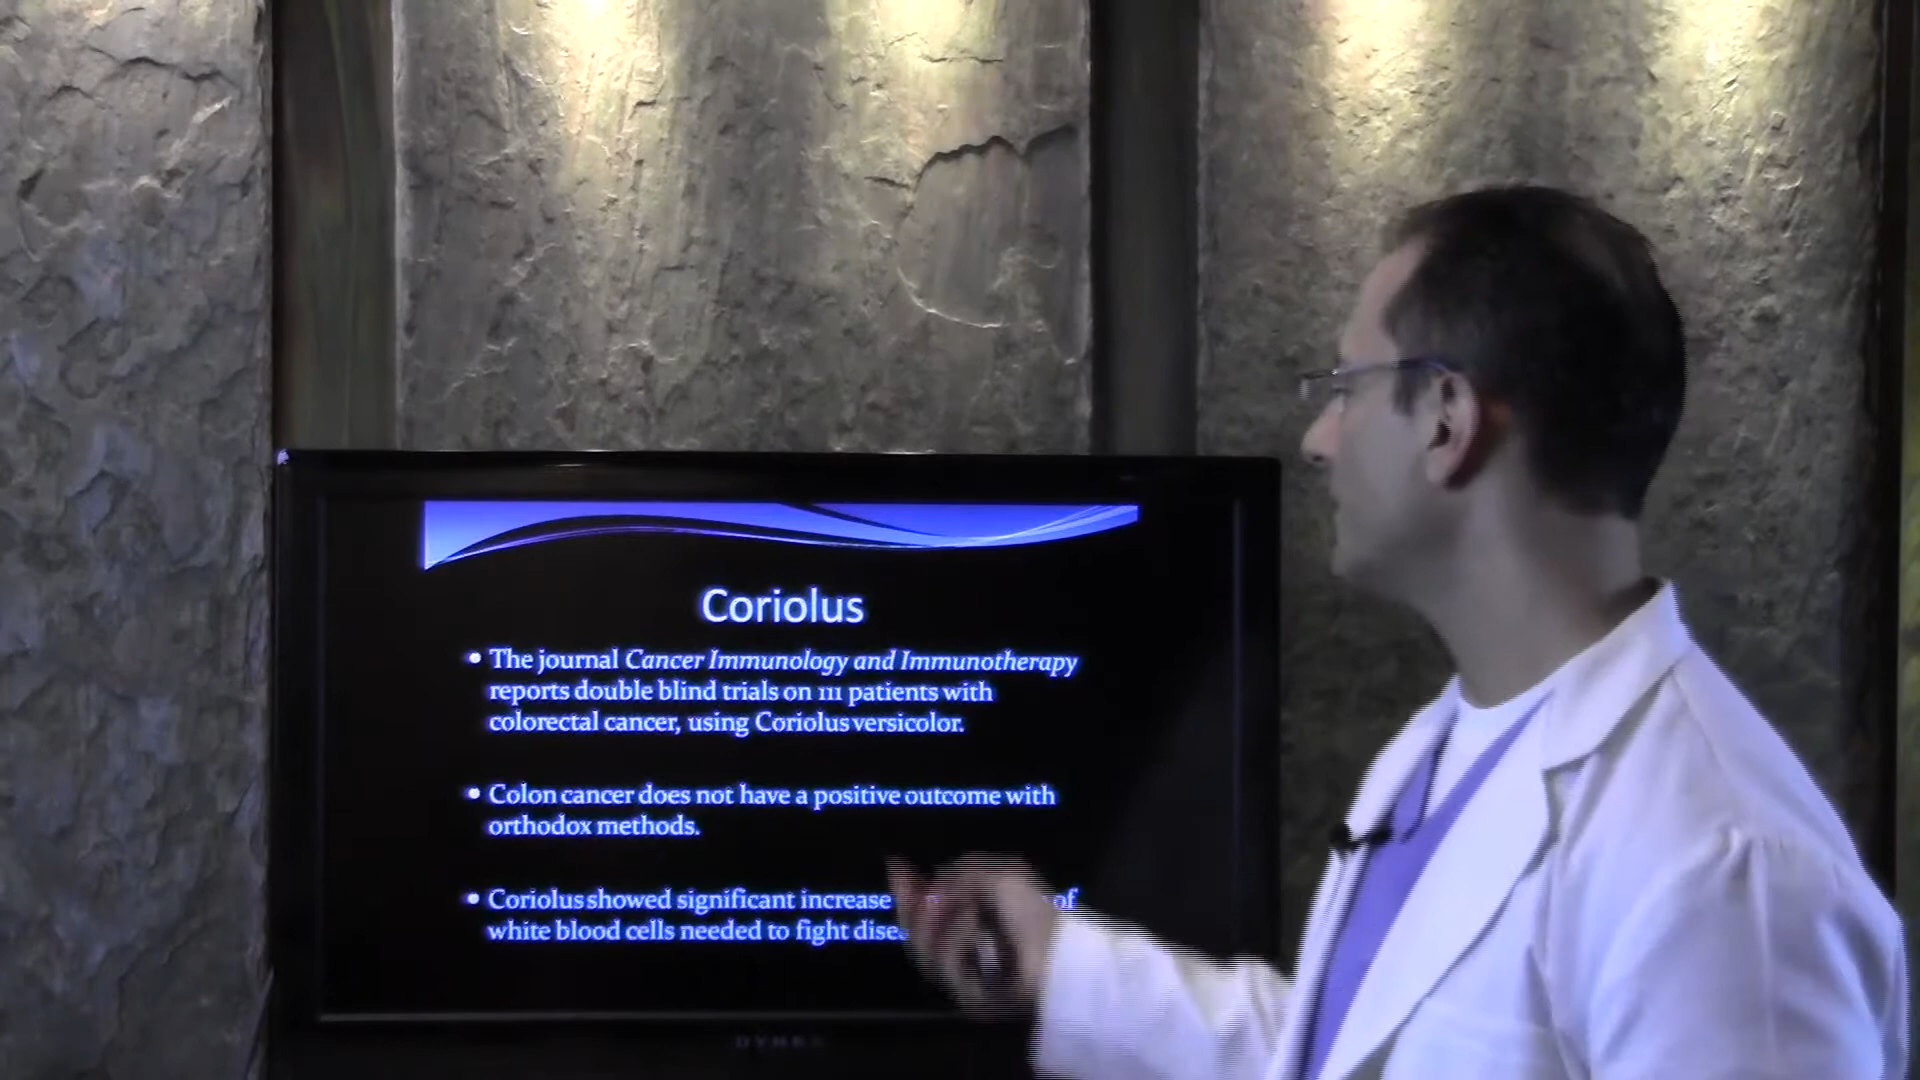 Coriolus
• The journal Cancer Immunology and Immunotherapy
reports double blind trials on 111 patients with
colorectal cancer, using Coriolus versicolor.
• Colon cancer does not have a positive outcome with
orthodox methods.
• Coriolus showed significant increase of
white blood cells needed to fight
DYNEX